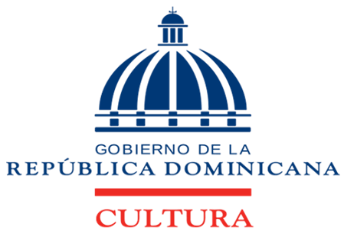 GOBIERNO DE LA
REPÚBLICA DOMINICANA
CULTURA